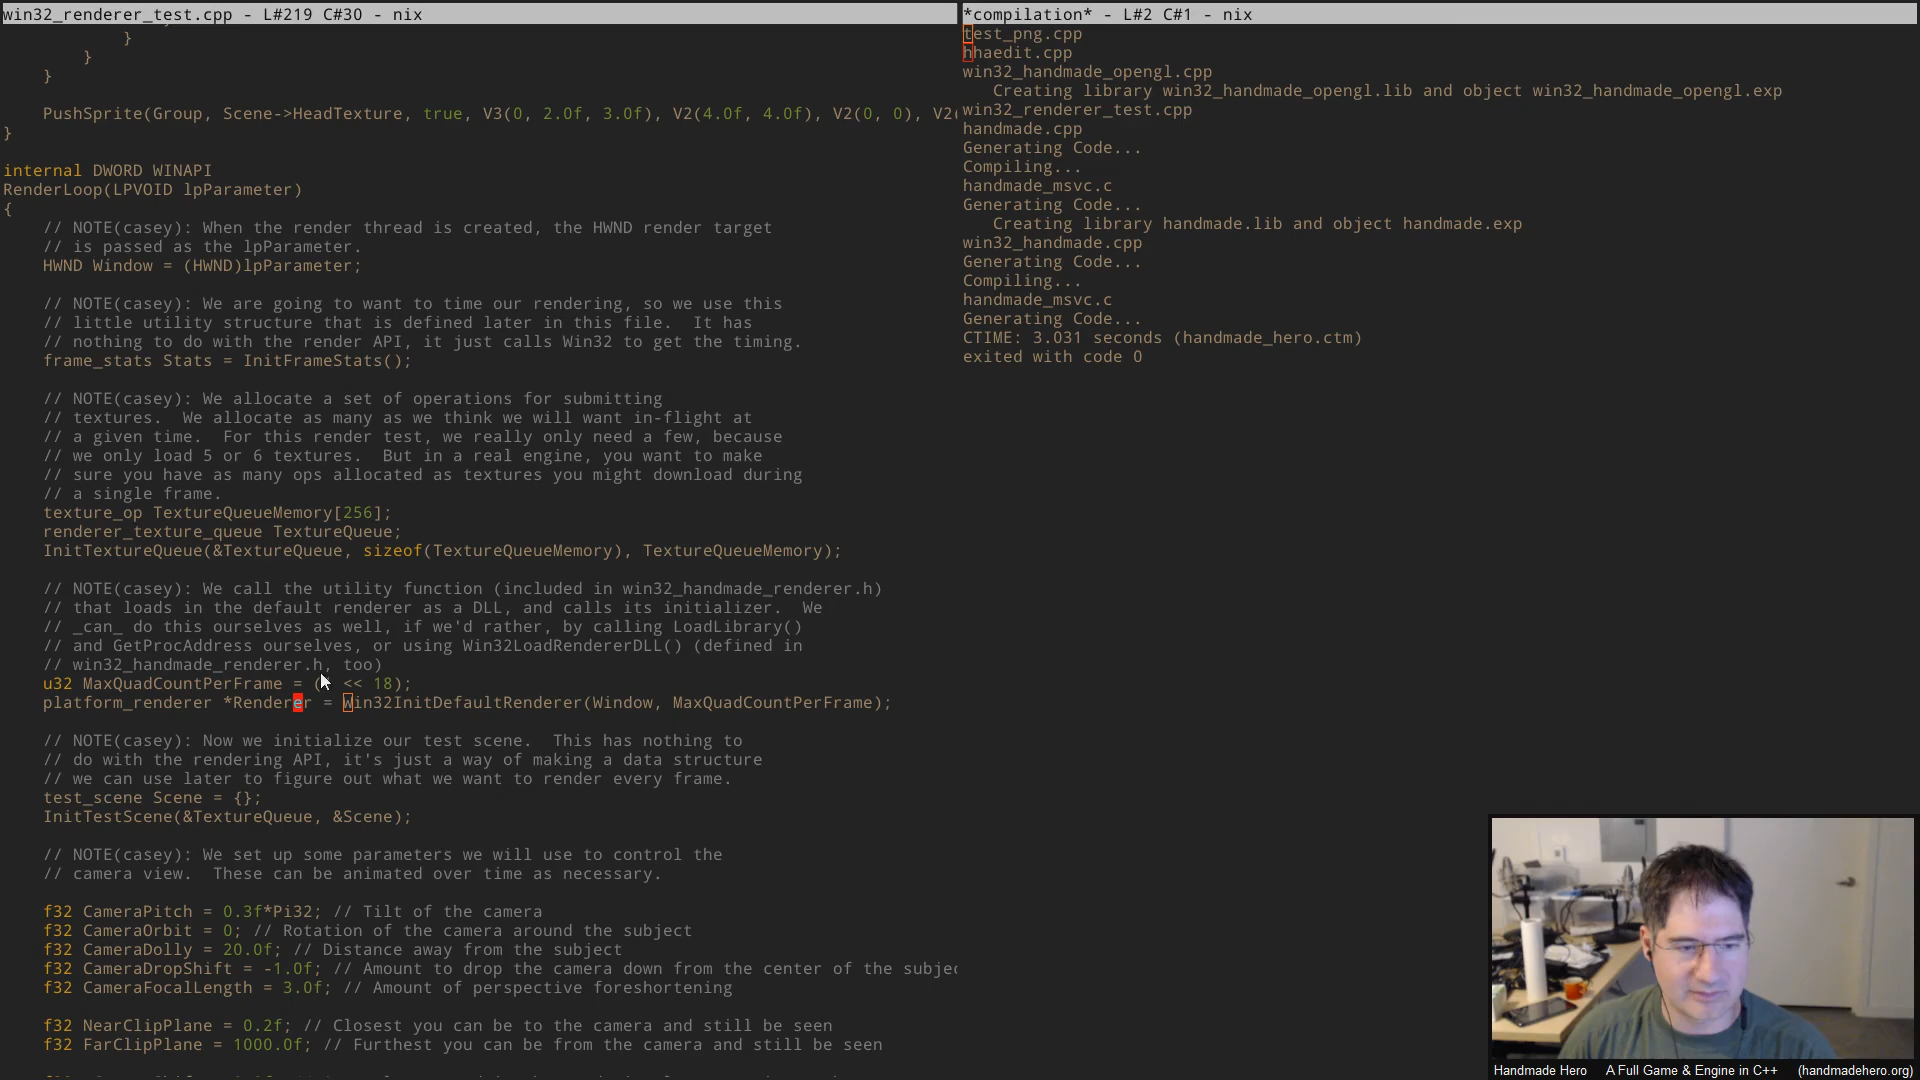 win32_renderer_test.cpp - L#219 C#30 - nix
}
}
}
PushSprite(Group, Scene->HeadTexture, true, V3(0, 2.0f, 3.0f), V2(4.0f, 4.0f), V2(0, 0), V2(
}
internal DWORD WINAPI
RenderLoop(LPVOID lpParameter)
{
// NOTE(casey): When the render thread is created, the HWND render target
// is passed as the lpParameter.
HWND Window = (HWND)lpParameter;
// NOTE(casey): We are going to want to time our rendering, so we use this
// little utility structure that is defined later in this file.  It has
// nothing to do with the render API, it just calls Win32 to get the timing.
frame_stats Stats = InitFrameStats();
// NOTE(casey): We allocate a set of operations for submitting
// textures.  We allocate as many as we think we will want in-flight at
// a given time.  For this render test, we really only need a few, because
// we only load 5 or 6 textures.  But in a real engine, you want to make
// sure you have as many ops allocated as textures you might download during
// a single frame.
texture_op TextureQueueMemory[256];
renderer_texture_queue TextureQueue;
InitTextureQueue(&TextureQueue, sizeof(TextureQueueMemory), TextureQueueMemory);
// NOTE(casey): We call the utility function (included in win32_handmade_renderer.h)
// that loads in the default renderer as a DLL, and calls its initializer.  We
// _can_ do this ourselves as well, if we'd rather, by calling LoadLibrary()
// and GetProcAddress ourselves, or using Win32LoadRendererDLL() (defined in
// win32_handmade_renderer.h, too)
u32 MaxQuadCountPerFrame = ( << 18);
platform_renderer *Renderer = Win32InitDefaultRenderer(Window, MaxQuadCountPerFrame);
// NOTE(casey): Now we initialize our test scene.  This has nothing to
// do with the rendering API, it's just a way of making a data structure
// we can use later to figure out what we want to render every frame.
test_scene Scene = {};
InitTestScene(&TextureQueue, &Scene);
// NOTE(casey): We set up some parameters we will use to control the
// camera view.  These can be animated over time as necessary.
f32 CameraPitch = 0.3f*Pi32; // Tilt of the camera
f32 CameraOrbit = 0; // Rotation of the camera around the subject
f32 CameraDolly = 20.0f; // Distance away from the subject
f32 CameraDropShift = -1.0f; // Amount to drop the camera down from the center of the subjec
f32 CameraFocalLength = 3.0f; // Amount of perspective foreshortening
f32 NearClipPlane = 0.2f; // Closest you can be to the camera and still be seen
f32 FarClipPlane = 1000.0f; // Furthest you can be from the camera and still be seen
*compilation* - L#2 C#1 - nix
test_png.cpp
hhaedit.cpp
win32_handmade_opengl.cpp
Creating library win32_handmade_opengl.lib and object win32_handmade_opengl.exp
win32_renderer_test.cpp
handmade.cpp
Generating Code...
Compiling...
handmade_msvc.c
Generating Code...
Creating library handmade.lib and object handmade.exp
win32_handmade.cpp
Generating Code...
Compiling...
handmade_msvc.c
Generating Code...
CTIME: 3.031 seconds (handmade_hero.ctm)
exited with code 0
Handmade Hero A Full Game & Engine in C++ (handmadehero.org)